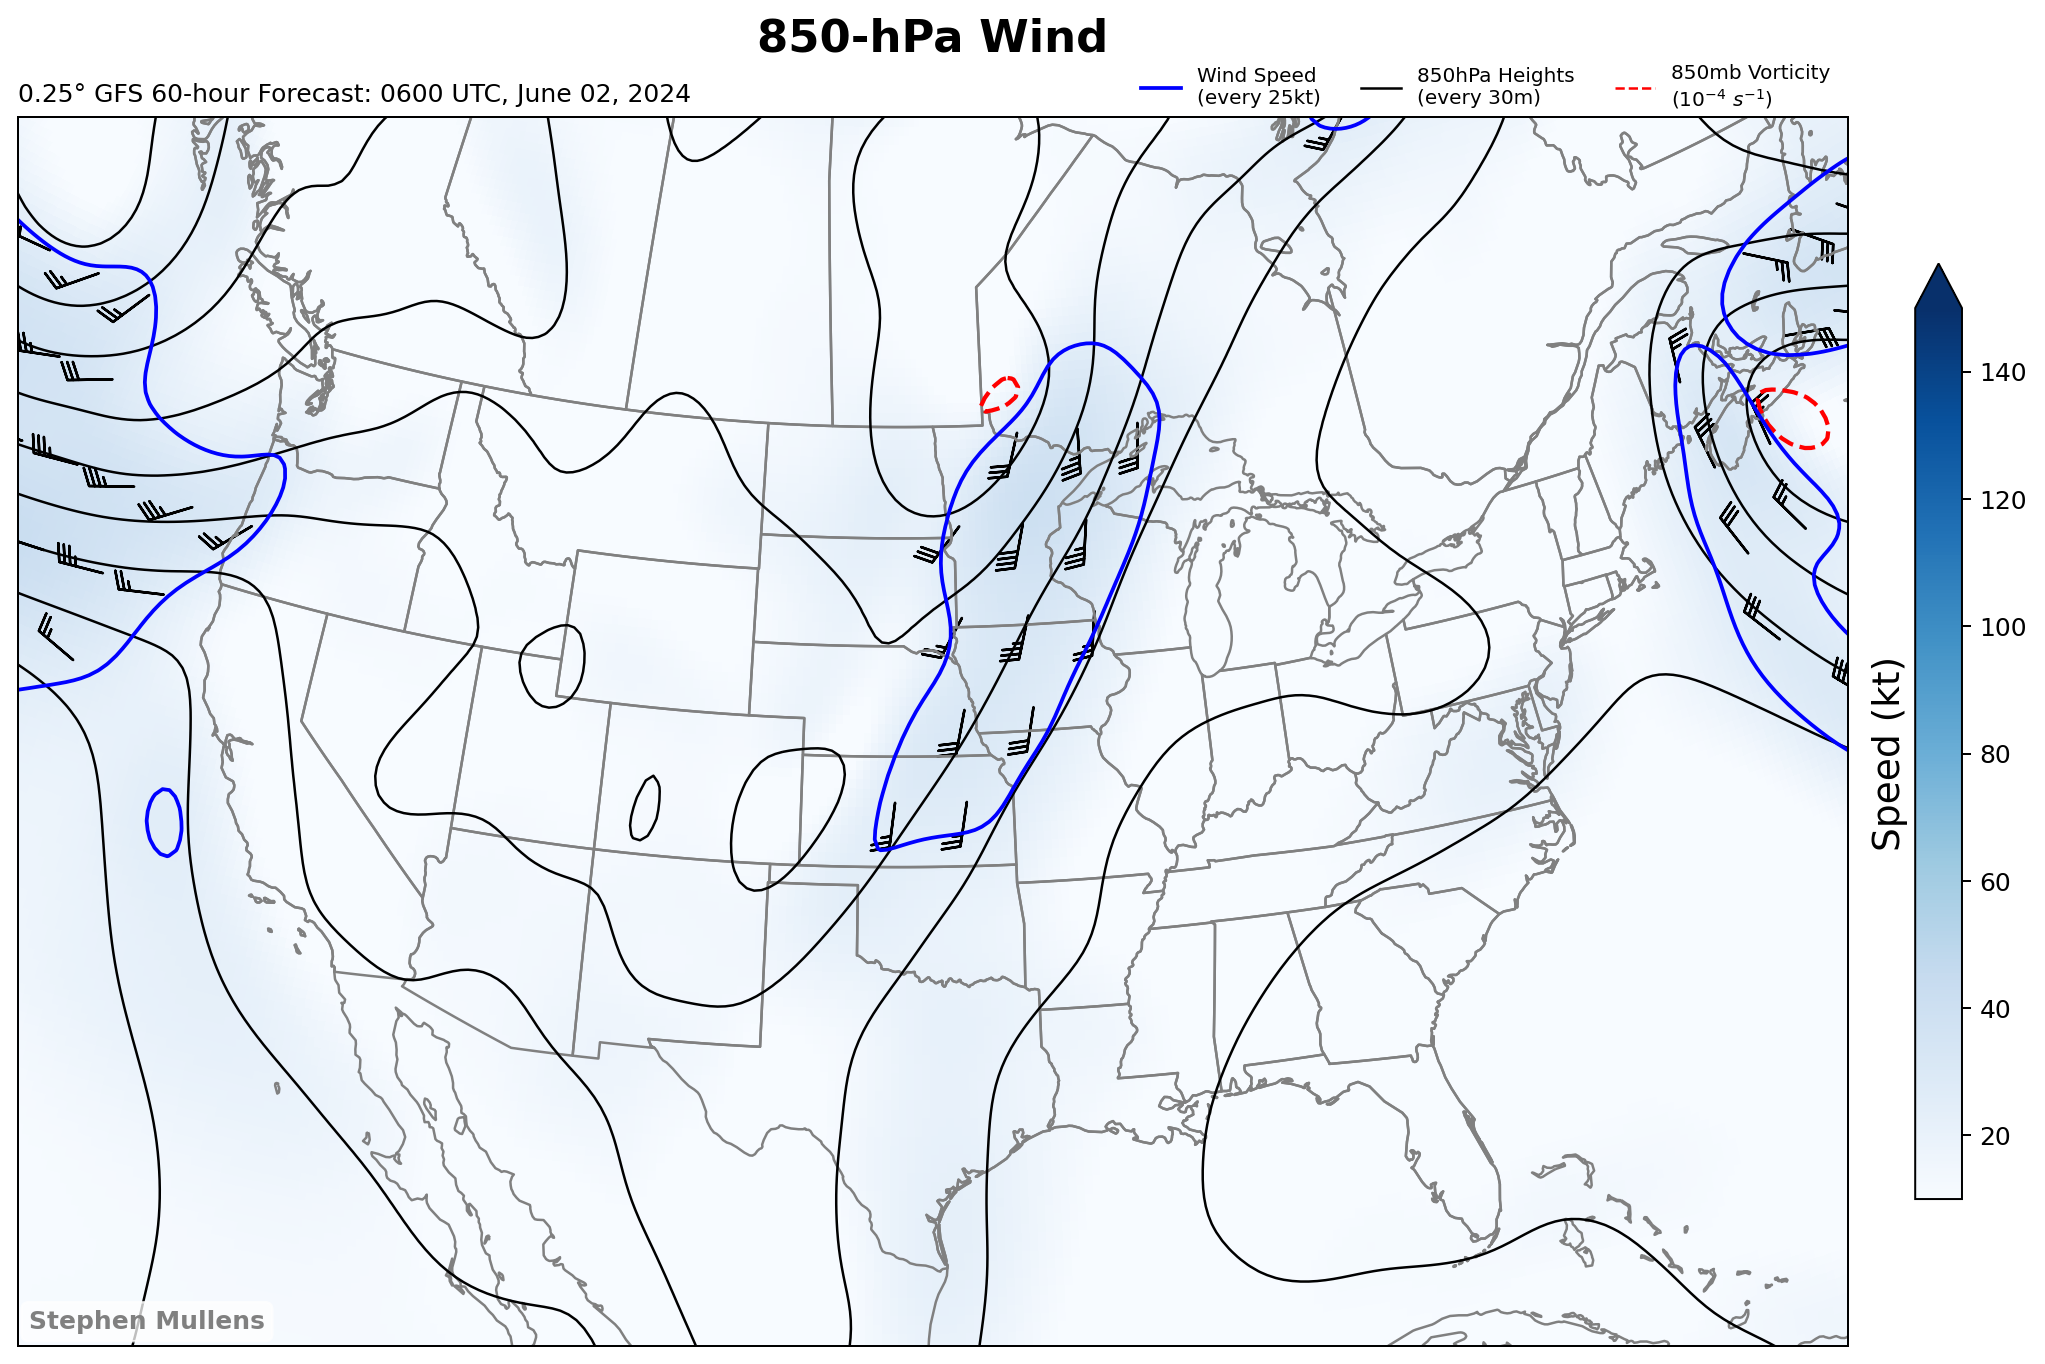 850-hPa Wind
0.25° GFS 60-hour Forecast: 0600 UTC, June 02, 2024
Wind Speed
(every 25kt)
850hPa Heights
(every 30m)
850mb Vorticity
(10⁻⁴ s⁻¹)
140
120
100
80
60
40
20
Speed (kt)
Stephen Mullens